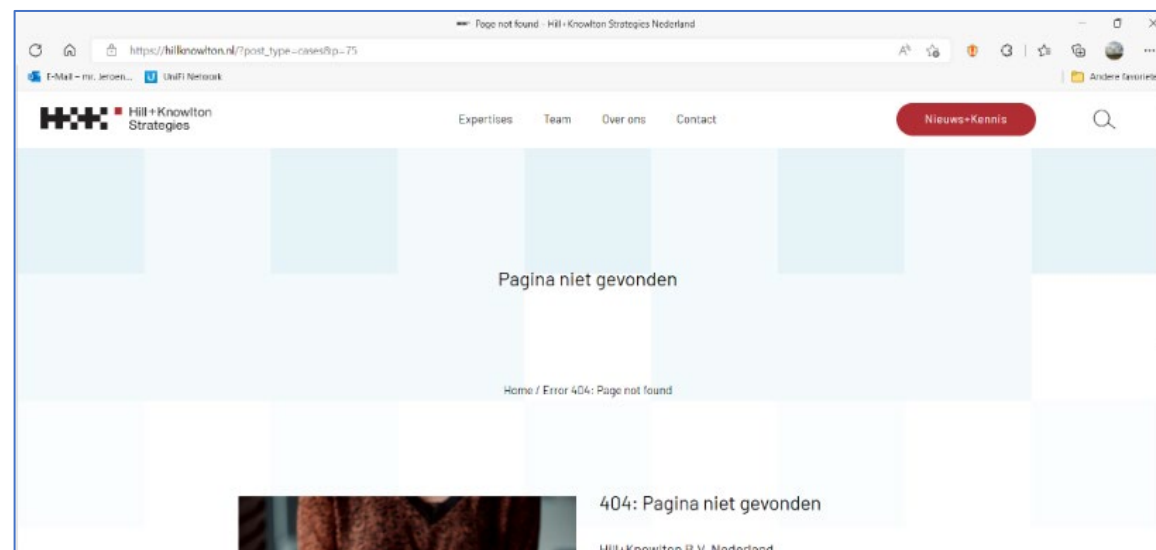 Page not found - Hill+Knowlton Strategies Nederland
https://hillknowlton.nl/?post_type=cases&p=75
E-Mail – mr. Jeroen... UniFi Network Andere favoriete
Hill+Knowlton
Strategies
Expertises Team Over ons Contact Nieuws+Kennis
Pagina niet gevonden
Home / Error 404: Page not found
404: Pagina niet gevonden
Hill+Knowlton B.V. Nederland